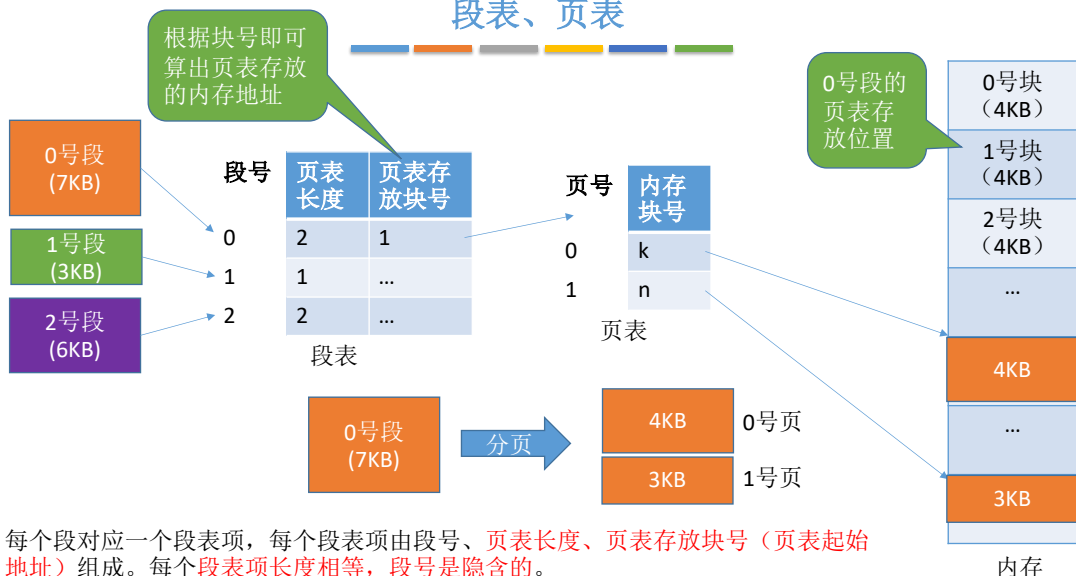 段表、页表
根据块号即可
算出页表存放
的内存地址
0号段的
页表存
放位置
0号段
(7KB)
1号段
(3KB)
2号段
(6KB)
段号 页表长度 页表存放块号
0 2 1
1 1 …
2 2 …
段表
页号 内存块号
0 k
1 n
页表
0号块
（4KB）
1号块
（4KB）
2号块
（4KB）
…
4KB
…
3KB
内存
0号段
(7KB)
分页
4KB 0号页
3KB 1号页
每个段对应一个段表项，每个段表项由段号、页表长度、页表存放块号（页表起始
地址）组成。每个段表项长度相等，段号是隐含的。